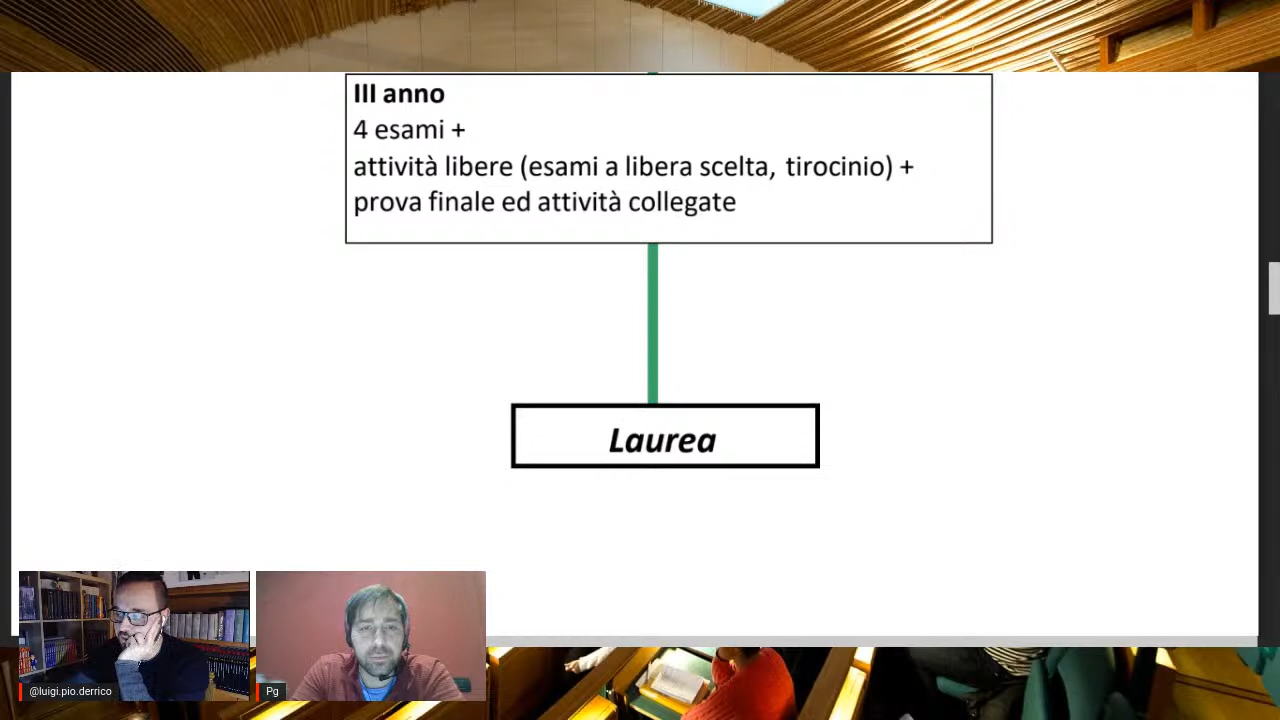 III anno
4 esami +
attività libere (esami a libera scelta, tirocinio) +
prova finale ed attività collegate
Laurea
@luigi.pio.derrico
Pg